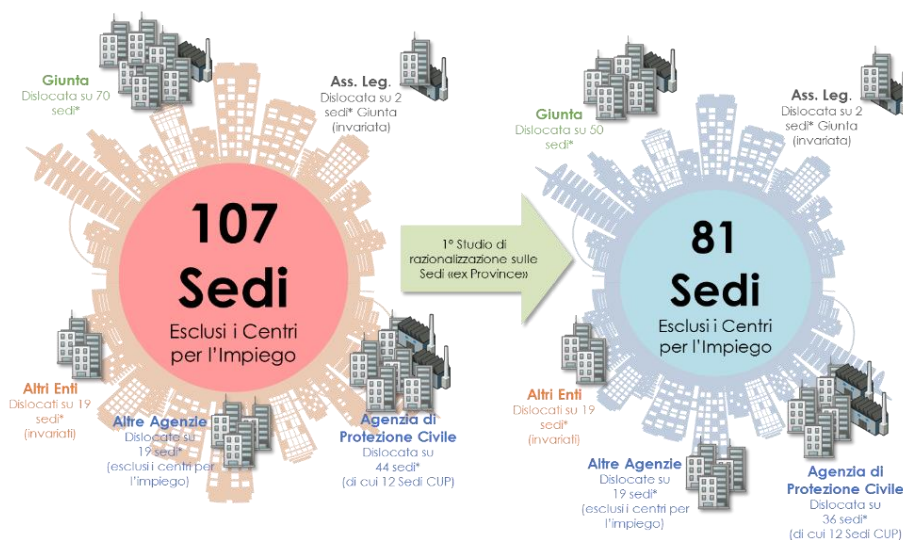 Giunta
Dislocata su 70
sedi*
Ass. Leg.
Dislocata su 2
sedi* Giunta
(invariata)
107
Sedi
Esclusi i Centri
per l'Impiego
Altri Enti
Dislocati su 19
sedi*
(invariati)
Altre Agenzie
Dislocate su
19 sedi*
(esclusi i centri per
l'impiego)
Agenzia di
Protezione Civile
Dislocata su
44 sedi*
(di cui 12 Sedi CUP)
1° Studio di
razionalizzazione sulle
Sedi «ex Province»
Giunta
Dislocata su 50
sedi*
Ass. Leg.
Dislocata su 2
sedi* Giunta
(invariata)
81
Sedi
Esclusi i Centri
per l'Impiego
Altri Enti
Dislocati su 19
sedi*
(invariati)
Altre Agenzie
Dislocate su
19 sedi*
(esclusi i centri per
l'impiego)
Agenzia di
Protezione Civile
Dislocata su
36 sedi*
(di cui 12 Sedi CUP)